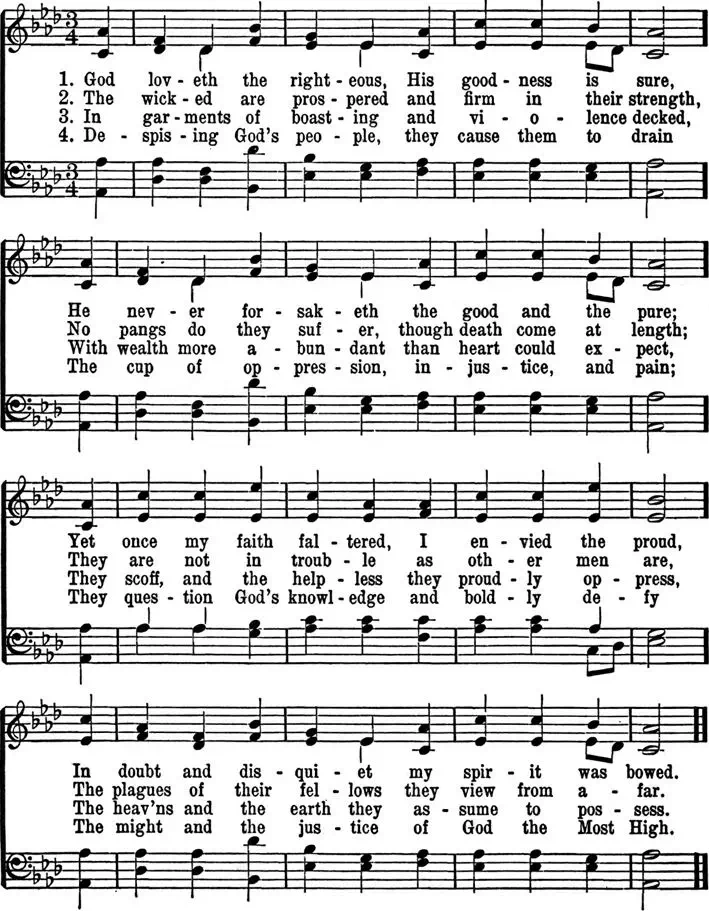 1. God lov - eth the right - eous, His good - ness is sure,
2. The wick - ed are pros - pered and firm in their strength,
3. In gar - ments of boast - ing and vi - o - lence decked,
4. De - spis - ing God's peo - ple, they cause them to drain
He nev - er for - sak - eth the good and the pure;
No pangs do they suf - er, though death come at length;
With wealth more a - bun - dant than heart could ex - pect,
The cup of op - pres - sion, in - jus - tice, and pain;
Yet once my faith fal - tered, I en - vied the proud,
They are not in troub - le as oth - er men are,
They scoff, and the help - less they proud - ly op - press,
They ques - tion God's knowl - edge and bold - ly de - fy
In doubt and dis - qui - et my spir - it was bowed.
The plagues of their fel - lows they view from a - far.
The heav'ns and the earth they as - sume to pos - sess.
The might and the jus - tice of God the Most High.